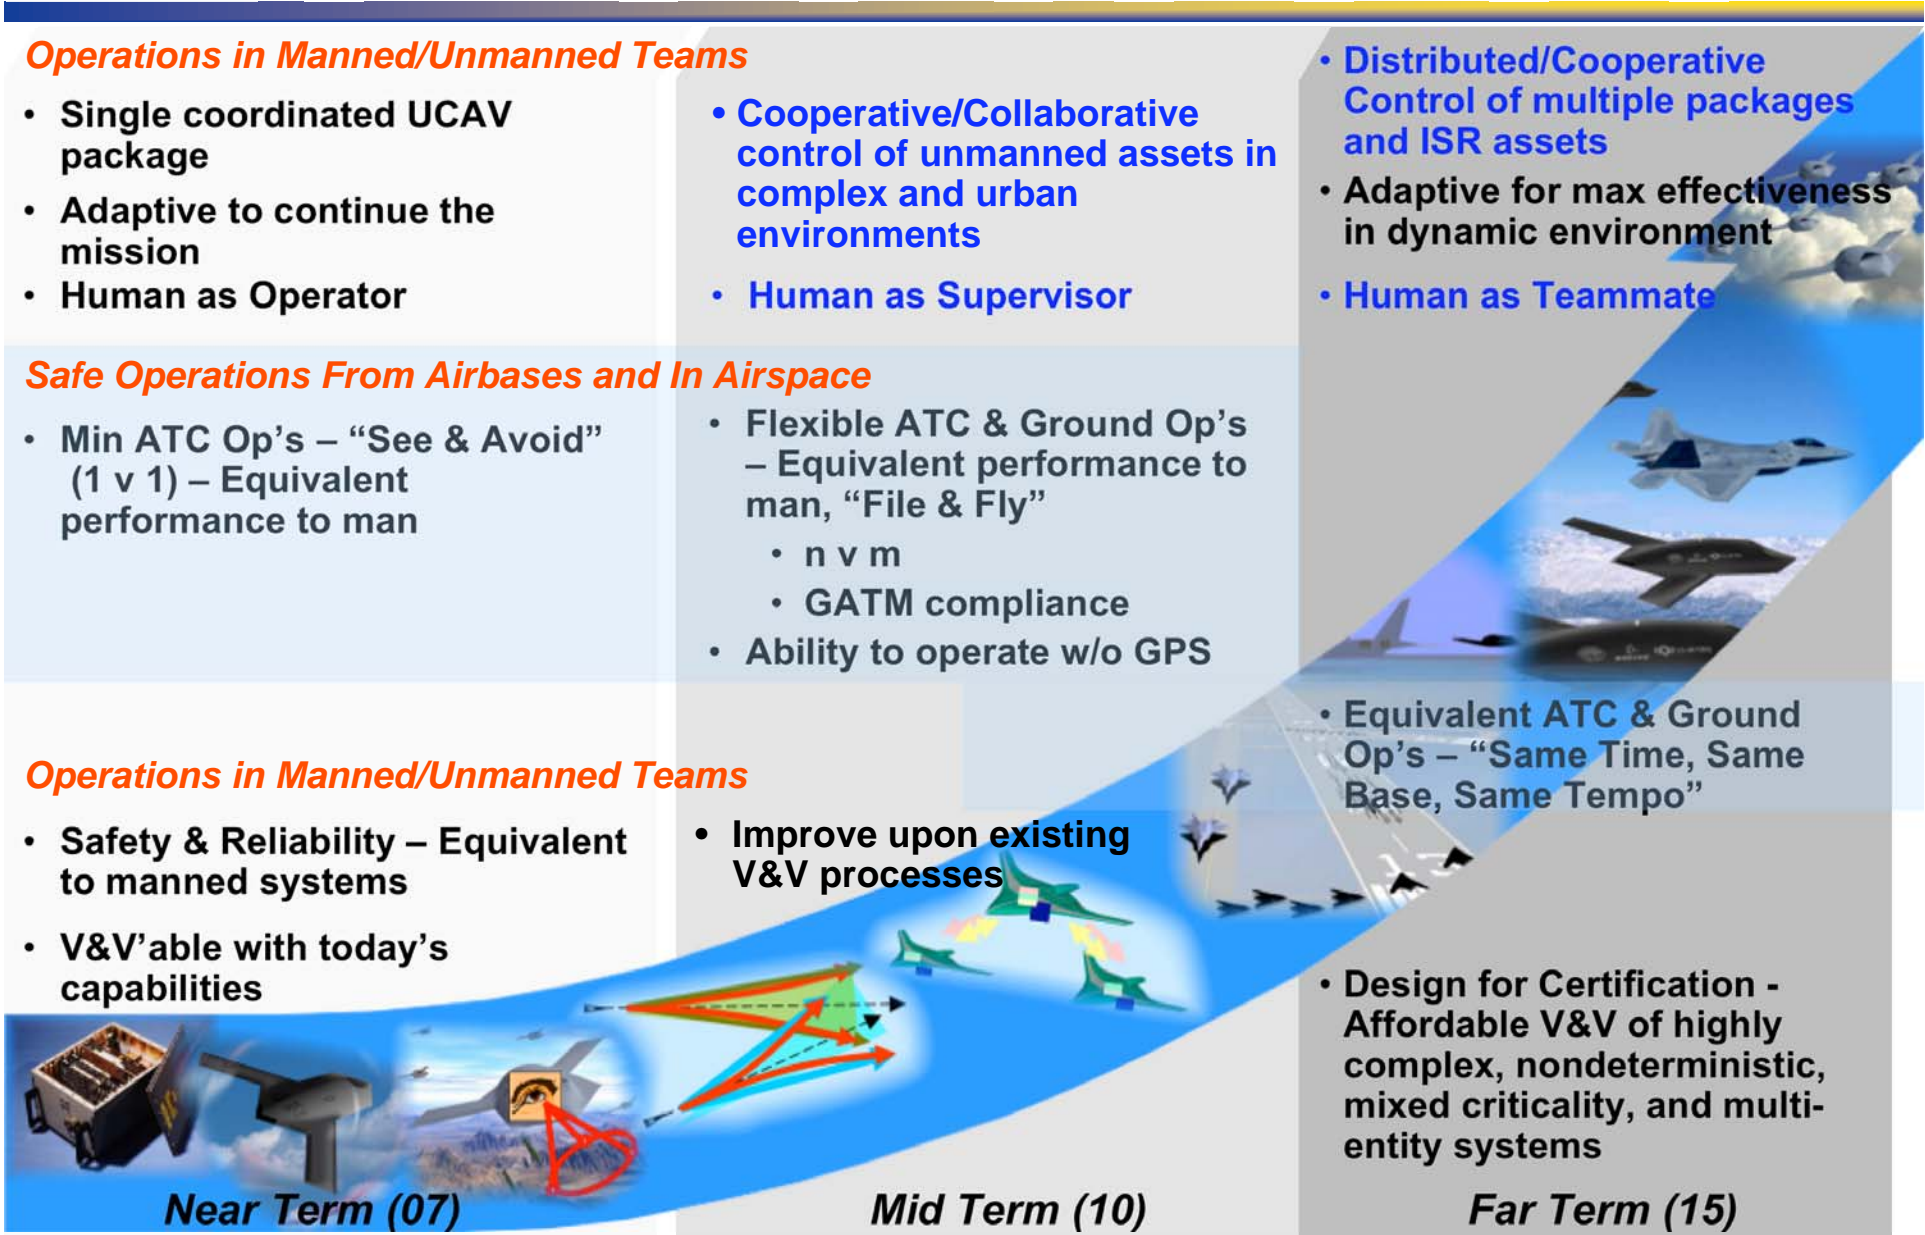 Operations in Manned/Unmanned Teams
• Single coordinated UCAV
package
• Adaptive to continue the
mission
• Human as Operator
• Cooperative/Collaborative
control of unmanned assets in
complex and urban
environments
• Human as Supervisor
• Distributed/Cooperative
Control of multiple packages
and ISR assets
• Adaptive for max effectiveness
in dynamic environment
• Human as Teammate
Safe Operations From Airbases and In Airspace
• Min ATC Op’s – “See & Avoid”
(1 v 1) – Equivalent
performance to man
• Flexible ATC & Ground Op’s
– Equivalent performance to
man, “File & Fly”
• n v m
• GATM compliance
• Ability to operate w/o GPS
• Equivalent ATC & Ground
Op’s – “Same Time, Same
Base, Same Tempo”
Operations in Manned/Unmanned Teams
• Safety & Reliability – Equivalent
to manned systems
• V&V’able with today’s
capabilities
• Improve upon existing
V&V processes
• Design for Certification -
Affordable V&V of highly
complex, nondeterministic,
mixed criticality, and multi-
entity systems
Near Term (07)
Mid Term (10)
Far Term (15)